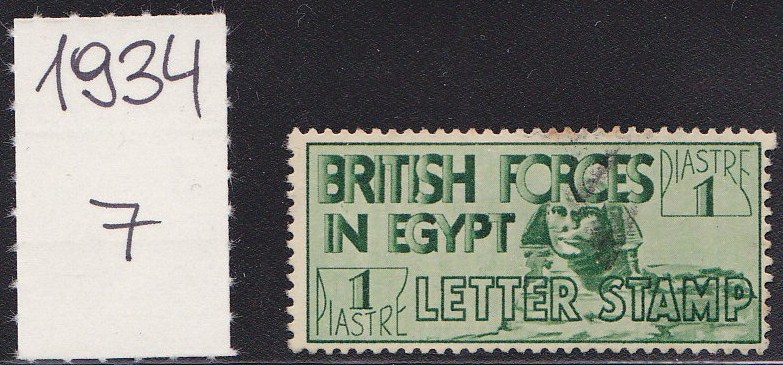 1934
7
BRITISH FORCES
IN EGYPT
PIASTRE
1
1
PIASTRE
LETTER STAMP